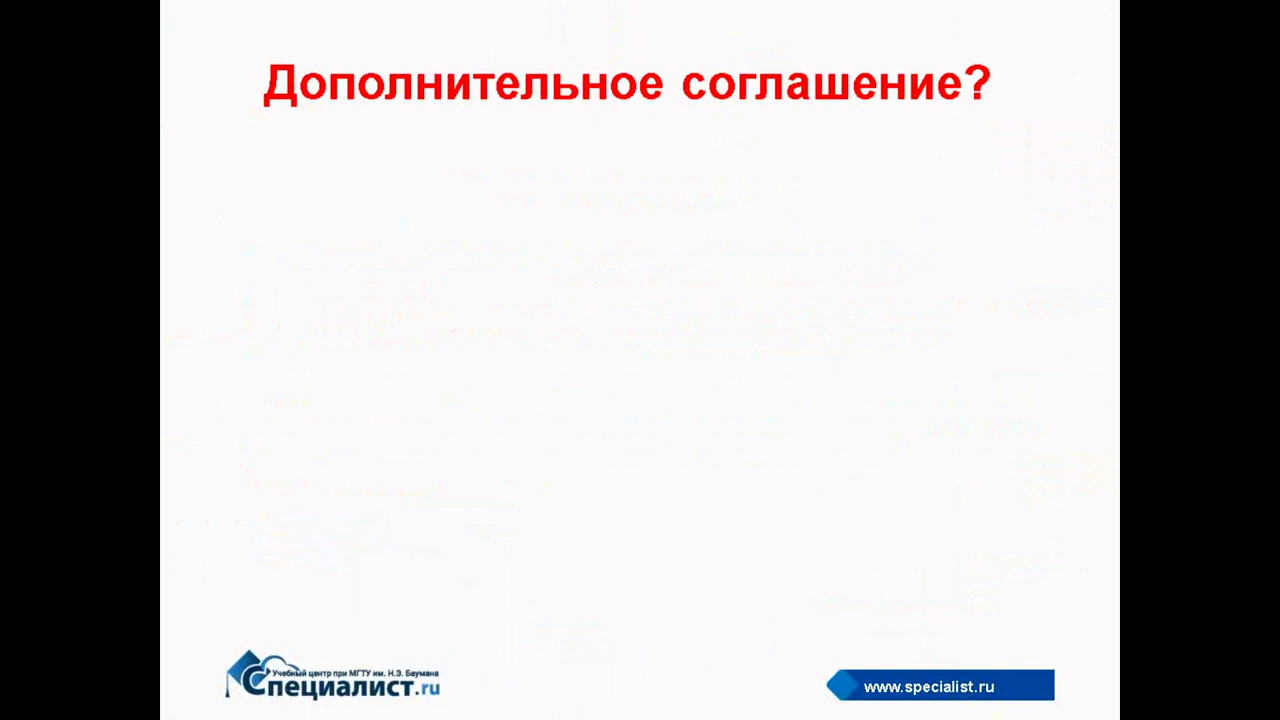 Дополнительное соглашение?
Учебный центр при МГТУ им. Н.Э. Баумана
Специалист.ru
www.specialist.ru